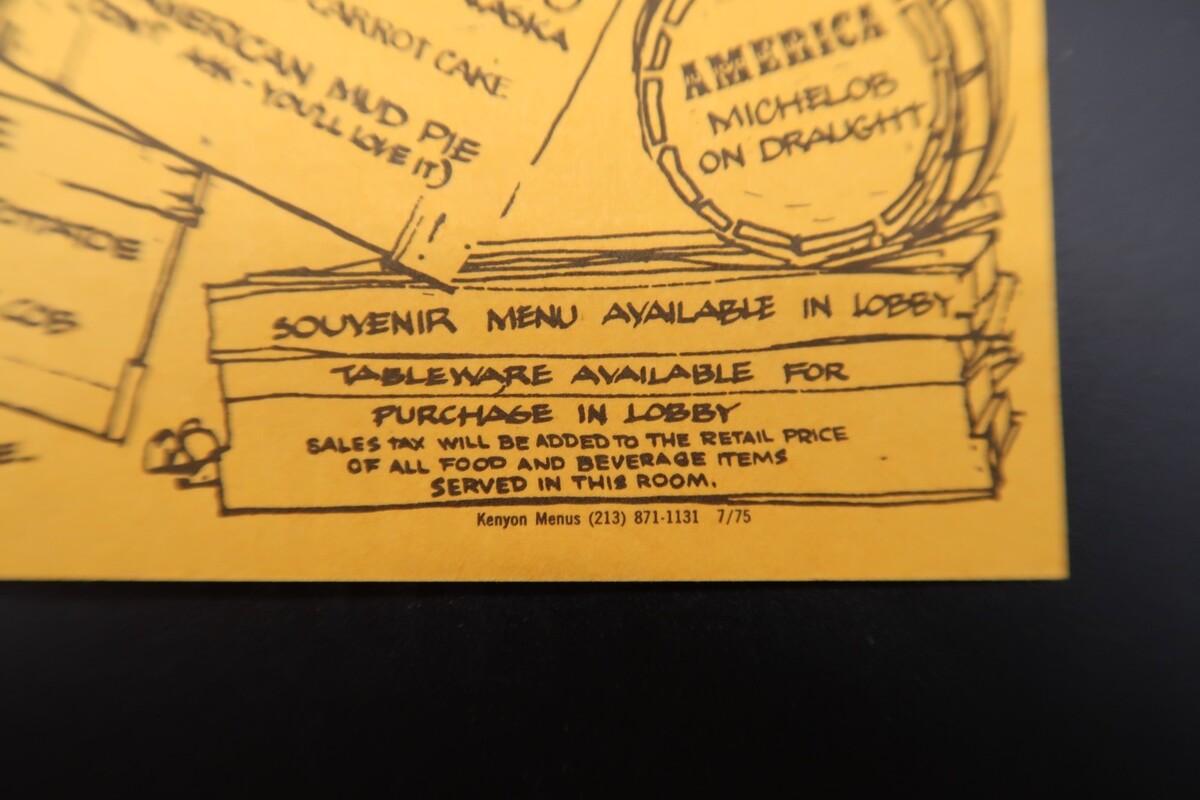 CARROT CAKE
AMERICAN MUD PIE
YOU'LL LOVE IT)
AMERICA
MICHELOB
ON DRAUGHT
SOUVENIR MENU AVAILABLE IN LOBBY
TABLEWARE AVAILABLE FOR
PURCHASE IN LOBBY
SALES TAX WILL BE ADDED TO THE RETAIL PRICE
OF ALL FOOD AND BEVERAGE ITEMS
SERVED IN THIS ROOM.
Kenyon Menus (213) 871-1131 7/75